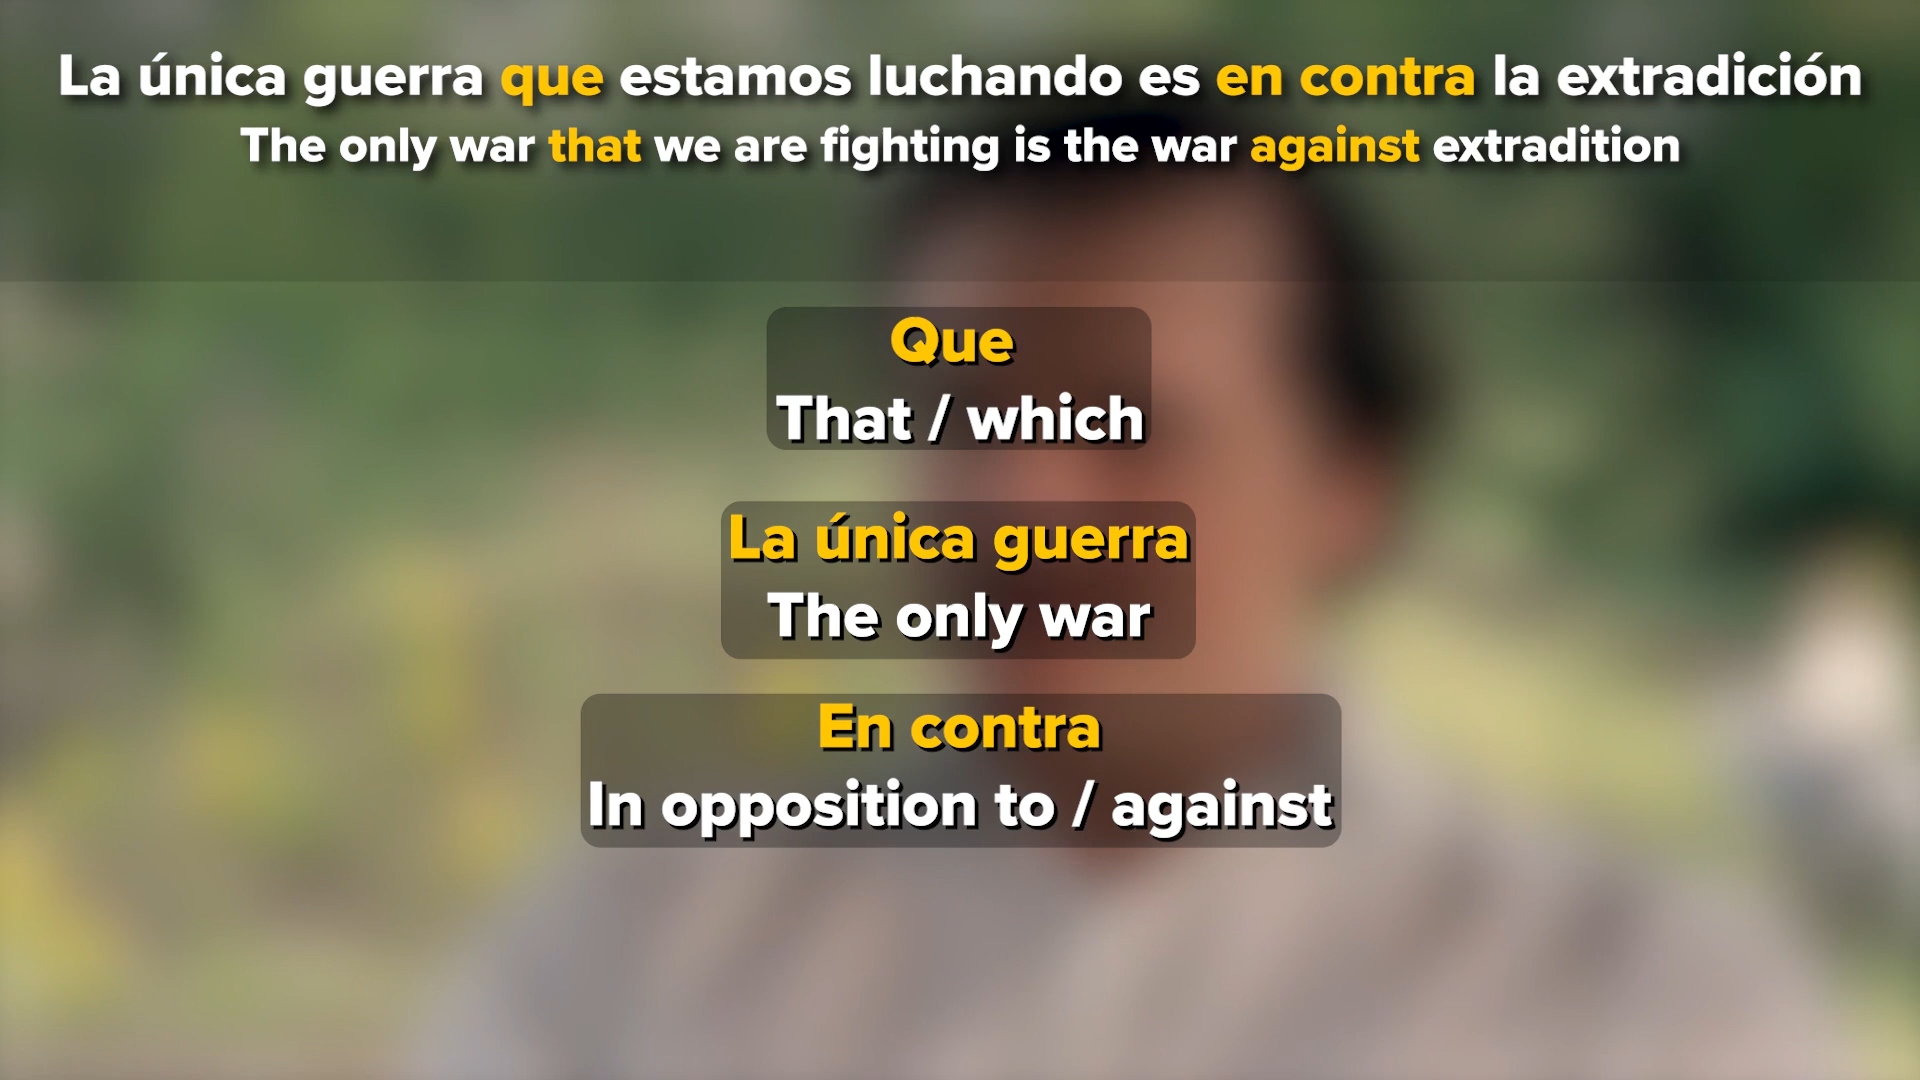 La única guerra que estamos luchando es en contra la extradición
The only war that we are fighting is the war against extradition
Que
That / which
La única guerra
The only war
En contra
In opposition to / against